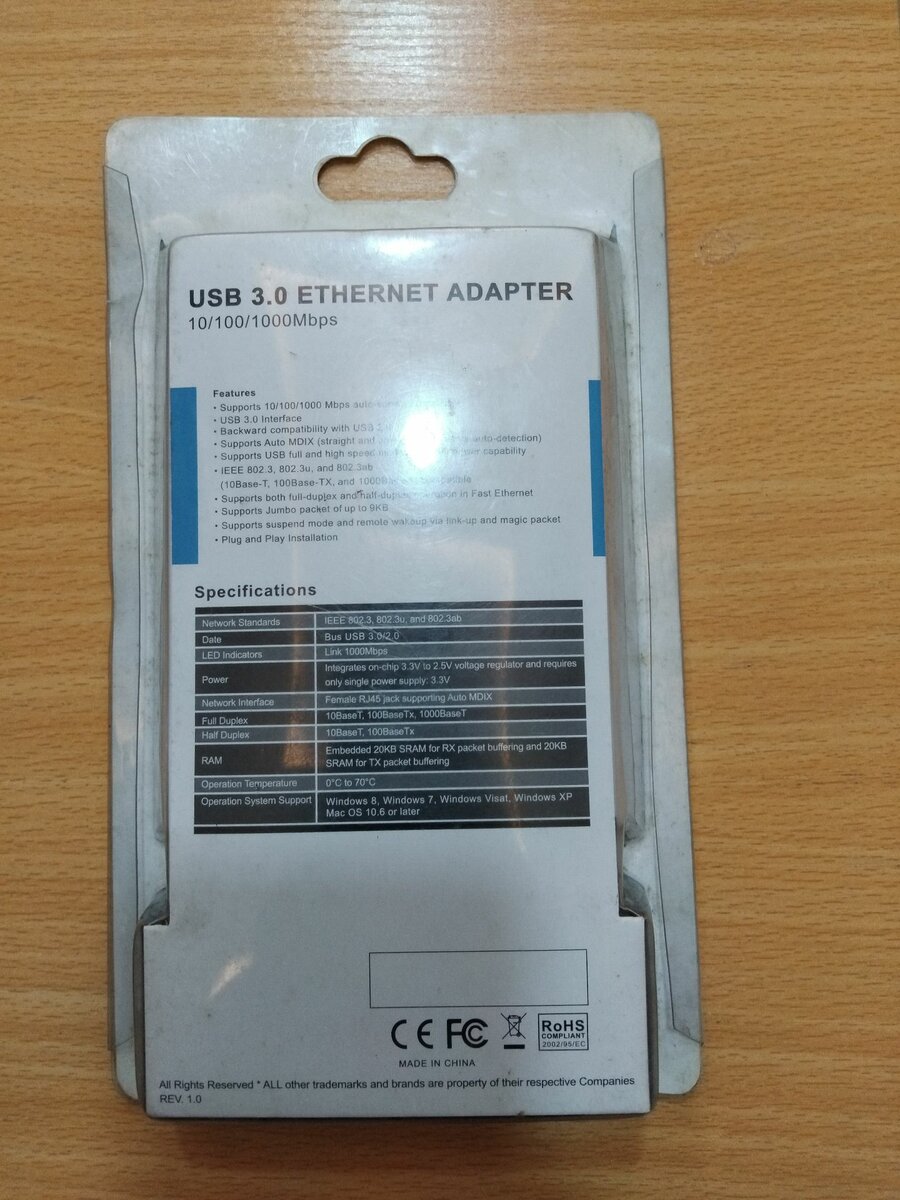 USB 3.0 ETHERNET ADAPTER
10/100/1000Mbps
Features
• Supports 10/100/1000 Mbps
• USB 3.0 Interface
• Backward compatibility with USB
• Supports Auto MDIX (straight and auto-detection)
• Supports USB full and high speed power capability
• IEEE 802.3, 802.3u, and 802.3ab
(10Base-T, 100Base-TX, and
• Supports both full-duplex and half-duplex operation in Fast Ethernet
• Supports Jumbo packet of up to 9KB
• Supports suspend mode and remote wakeup via link-up and magic packet
• Plug and Play Installation
Specifications
Network Standards IEEE 802.3, 802.3u, and 802.3ab
Date Bus USB 3.0/2.0
LED Indicators Link 1000Mbps
Power Integrates on-chip 3.3V to 2.5V voltage regulator and requires
only single power supply: 3.3V
Network Interface Female RJ45 jack supporting Auto MDIX
Full Duplex 10BaseT, 100BaseTx, 1000BaseT
Half Duplex 10BaseT, 100BaseTx
RAM Embedded 20KB SRAM for RX packet buffering and 20KB
SRAM for TX packet buffering
Operation Temperature 0°C to 70°C
Operation System Support Windows 8, Windows 7, Windows Visat, Windows XP
Mac OS 10.6 or later
CE FC RoHS
COMPLIANT
2002/95/EC
MADE IN CHINA
All Rights Reserved * ALL other trademarks and brands are property of their respective Companies
REV. 1.0